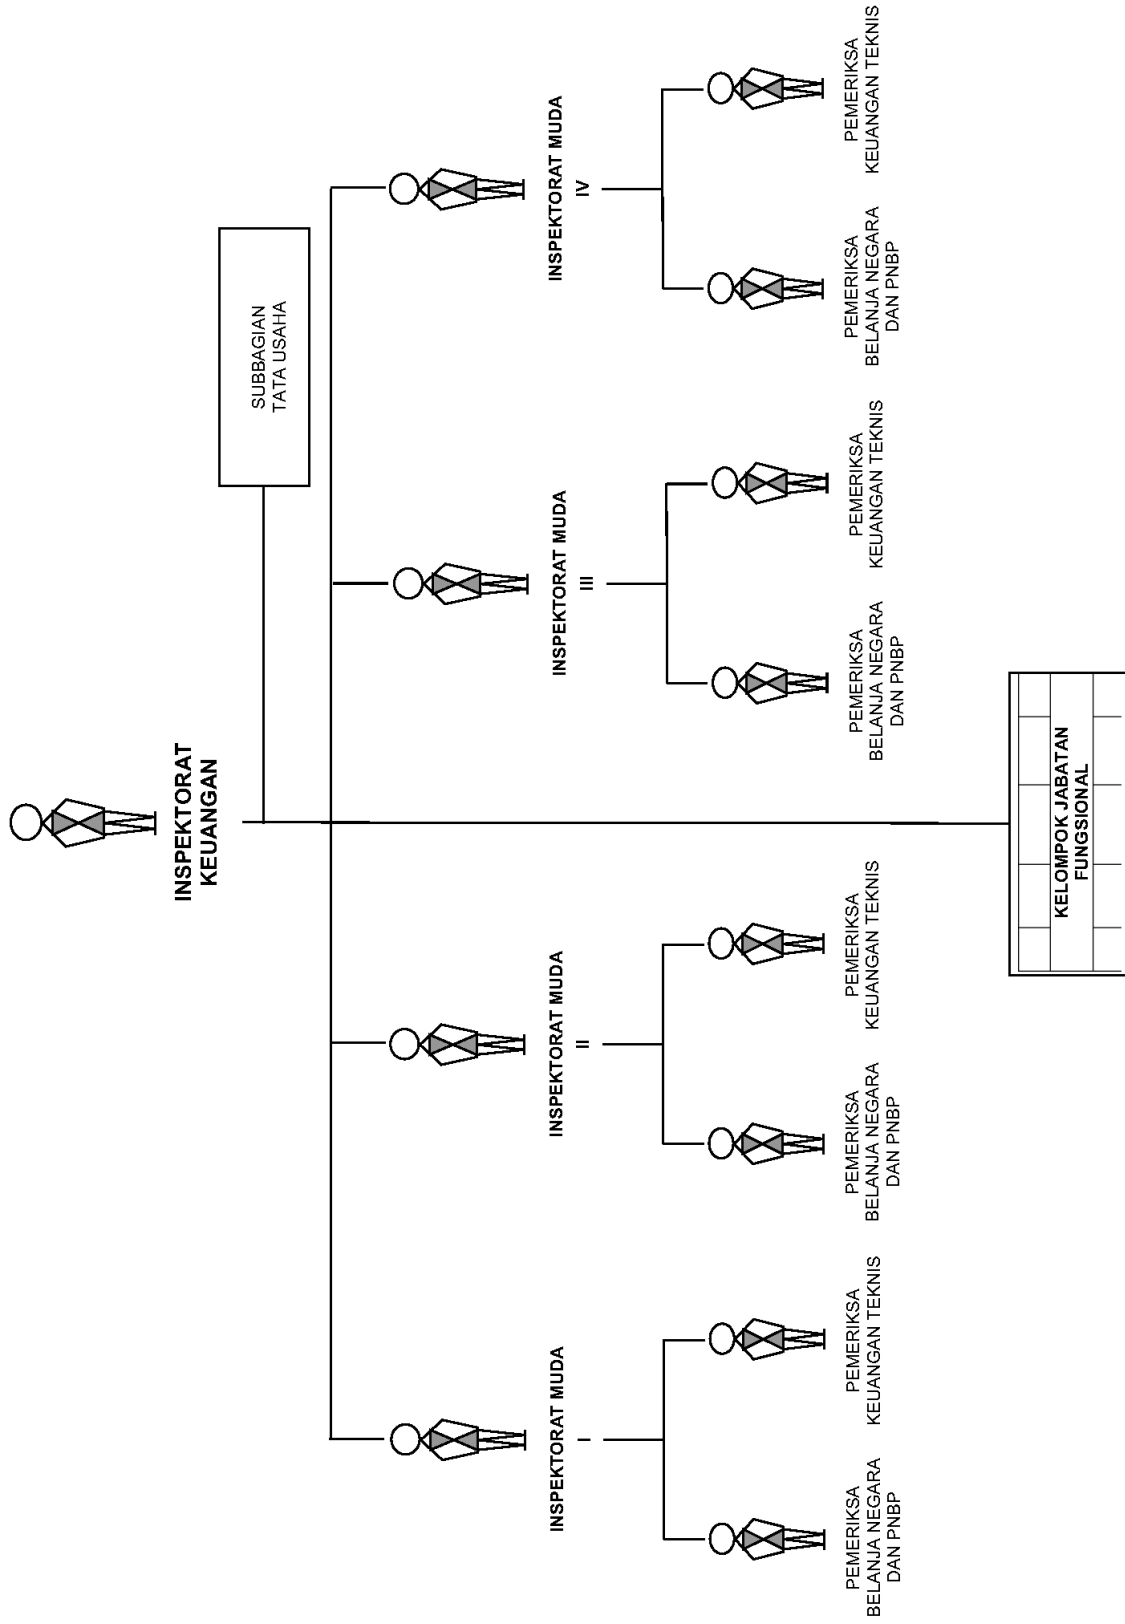 INSPEKTORAT
KEUANGAN
SUBBAGIAN
TATA USAHA
INSPEKTORAT MUDA
I
INSPEKTORAT MUDA
II
INSPEKTORAT MUDA
III
INSPEKTORAT MUDA
IV
PEMERIKSA
BELANJA NEGARA
DAN PNBP
PEMERIKSA
KEUANGAN TEKNIS
PEMERIKSA
BELANJA NEGARA
DAN PNBP
PEMERIKSA
KEUANGAN TEKNIS
PEMERIKSA
BELANJA NEGARA
DAN PNBP
PEMERIKSA
KEUANGAN TEKNIS
PEMERIKSA
BELANJA NEGARA
DAN PNBP
PEMERIKSA
KEUANGAN TEKNIS
KELOMPOK JABATAN
FUNGSIONAL